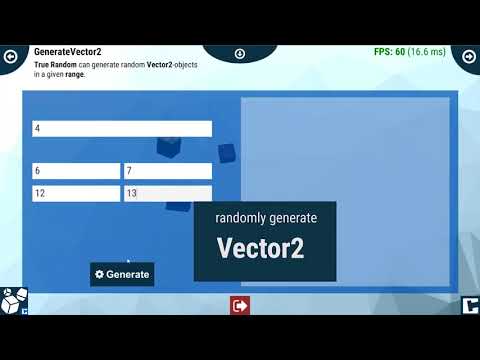 GenerateVector2
FPS: 60 (16.6 ms)
True Random can generate random Vector2-objects
in a given range.
4
6
7
12
13
randomly generate
Vector2
Generate